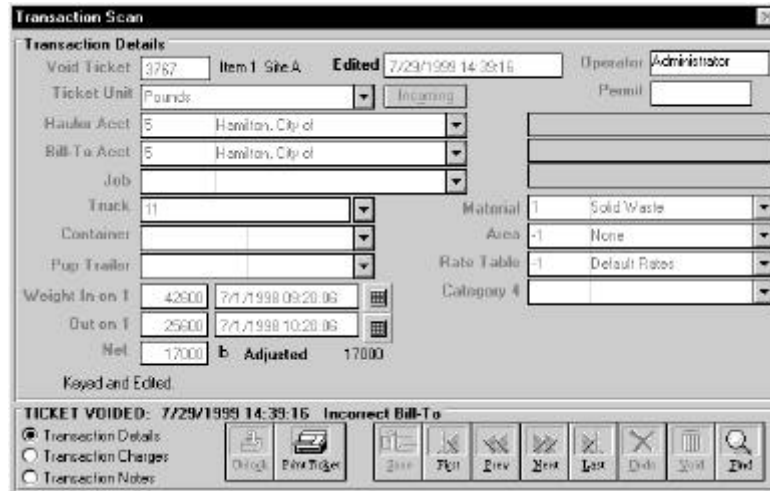 Transaction Scan
Transaction Details
Void Ticket 3767 Item 1 Site A Edited 7/29/1999 14:39:16 Operator Administrator
Ticket Unit Pounds Incoming Permit
Hauler Acct 5 Hamilton, City of
Bill-To Acct 5 Hamilton, City of
Job
Truck 11 Material 1 Solid Waste
Container Area -1 None
Pup Trailer Rate Table -1 Default Rates
Weight In on 1 42600 7/1/1998 09:20:06 Category 4
Out on 1 25600 7/1/1998 10:20:06
Net 17000 lb Adjusted 17000
Keyed and Edited.
TICKET VOIDED: 7/29/1999 14:39:16 Incorrect Bill-To
Transaction Details
Transaction Charges
Transaction Notes
Print Ticket First Prev Next Last Undo Void Find